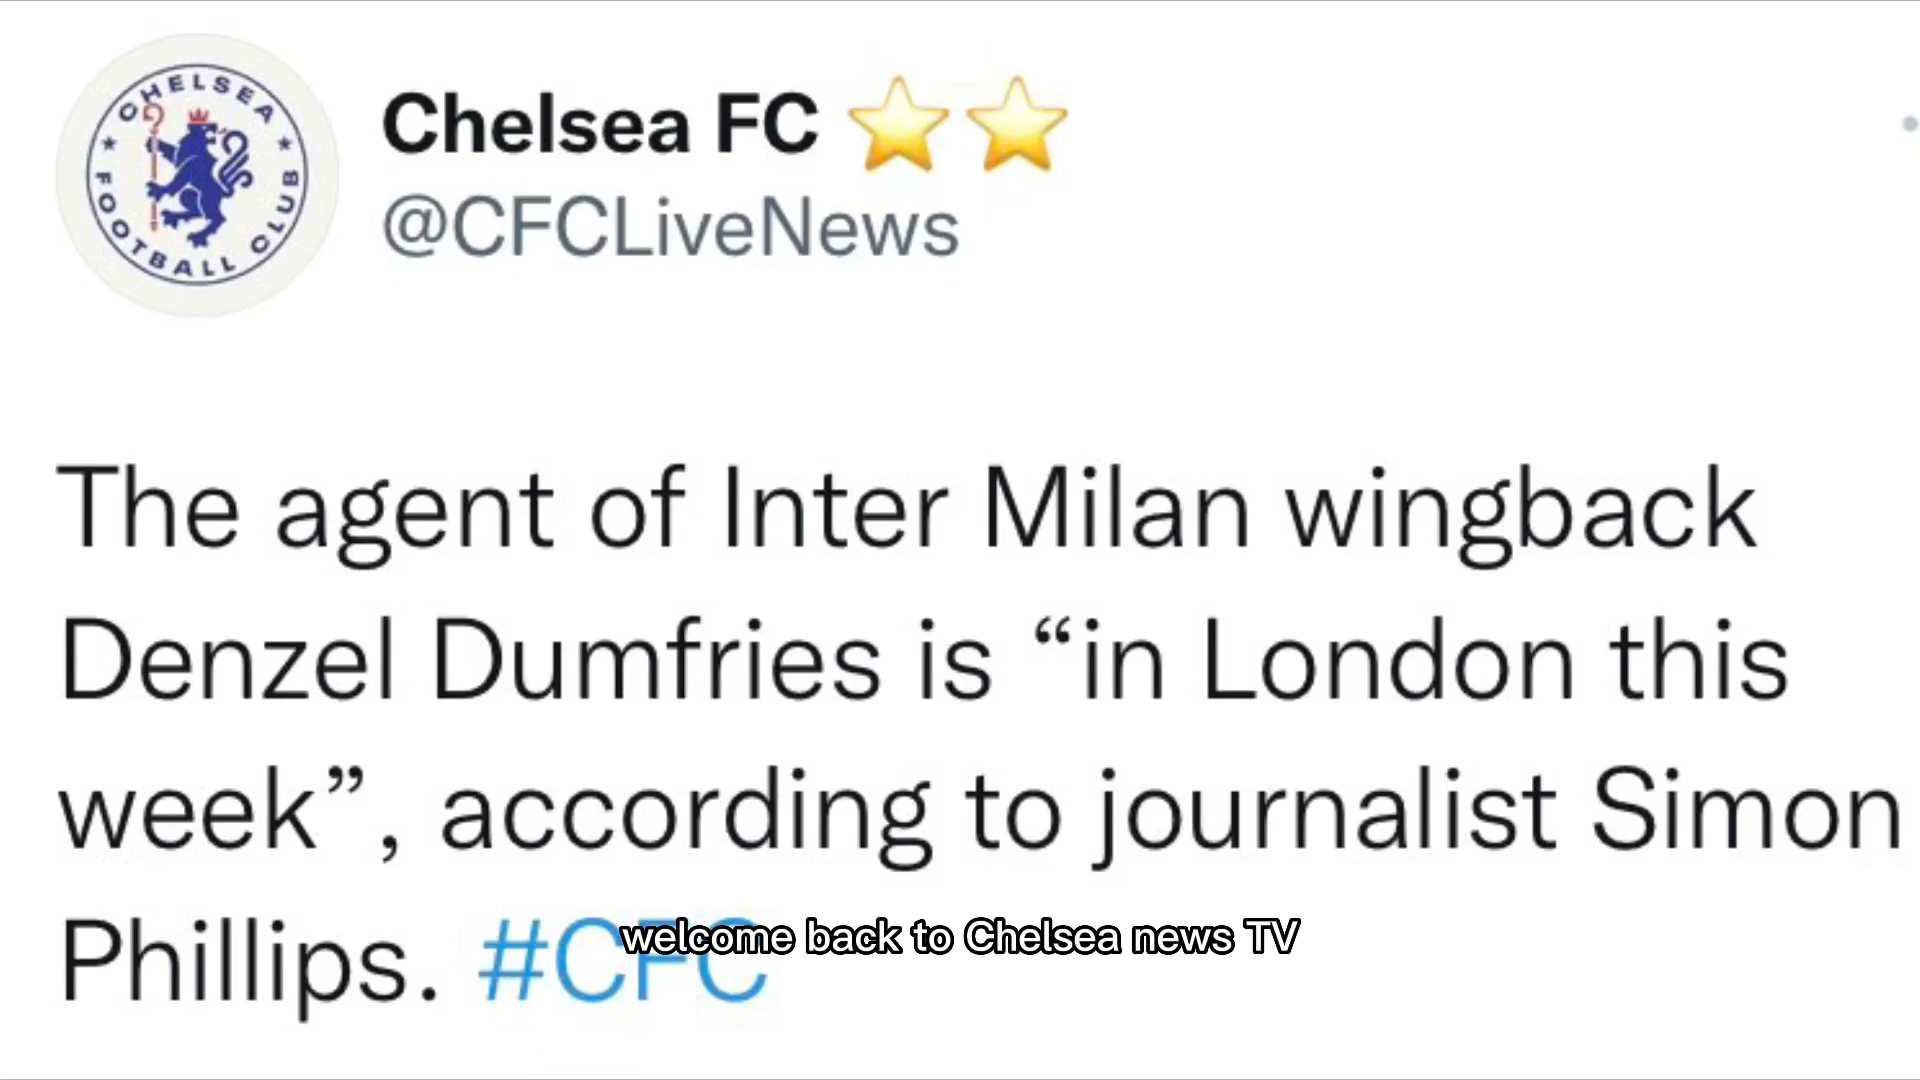 CHELSEA
FOOTBALL CLUB
Chelsea FC ⭐⭐
@CFCLiveNews
The agent of Inter Milan wingback
Denzel Dumfries is “in London this
week”, according to journalist Simon
Phillips. #CFC
welcome back to Chelsea news TV